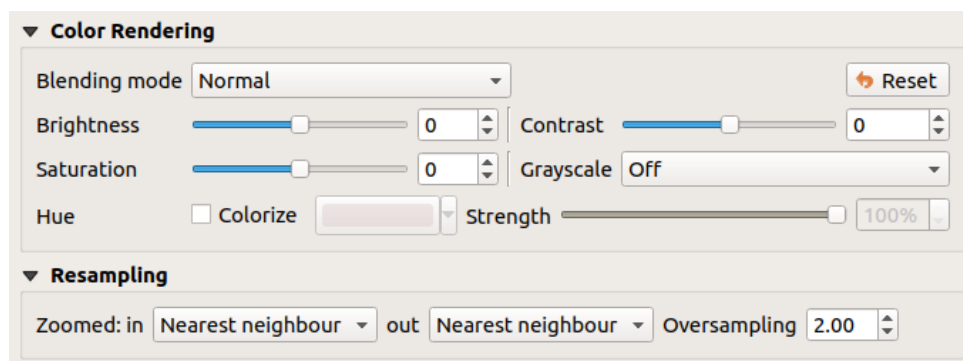 Color Rendering
Blending mode Normal Reset
Brightness 0 Contrast 0
Saturation 0 Grayscale Off
Hue Colorize Strength 100%
Resampling
Zoomed: in Nearest neighbour out Nearest neighbour Oversampling 2.00